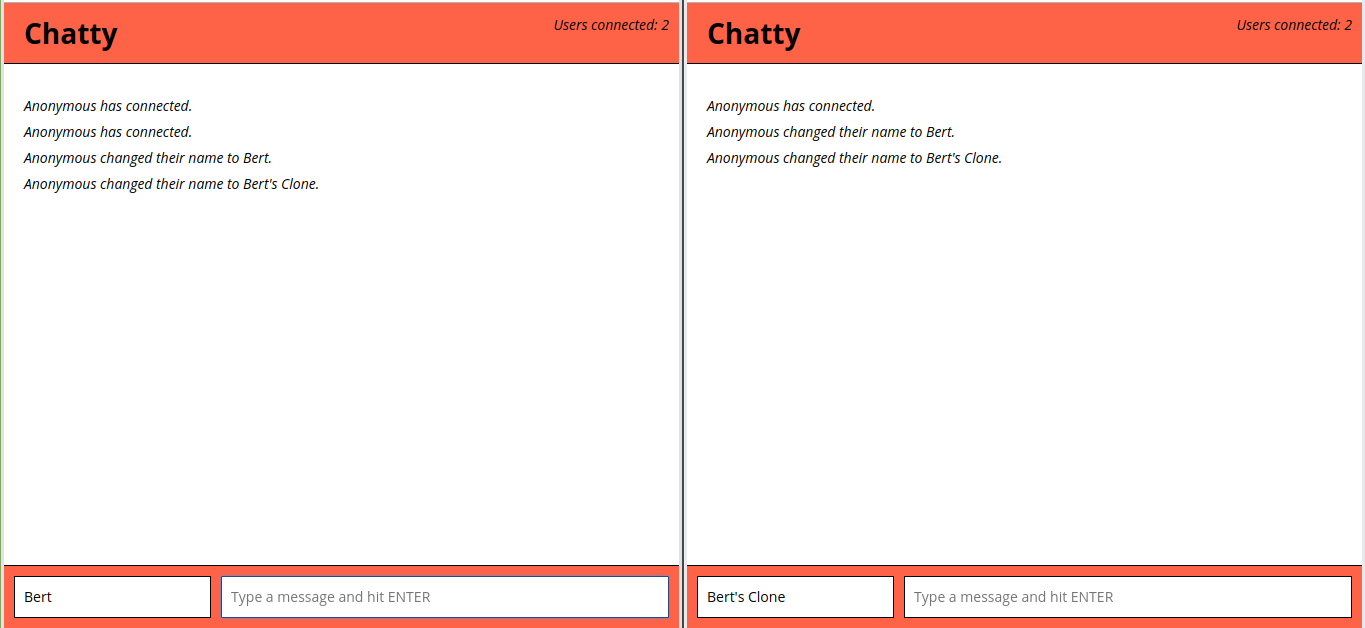 Chatty
Users connected: 2
Anonymous has connected.
Anonymous has connected.
Anonymous changed their name to Bert.
Anonymous changed their name to Bert's Clone.
Bert
Type a message and hit ENTER
Chatty
Users connected: 2
Anonymous has connected.
Anonymous changed their name to Bert.
Anonymous changed their name to Bert's Clone.
Bert's Clone
Type a message and hit ENTER